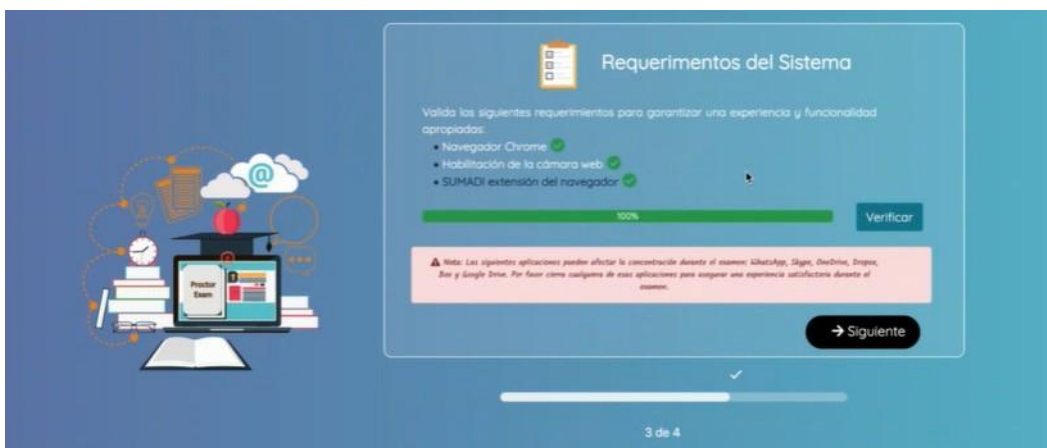 Requerimentos del Sistema
Valida los siguientes requerimientos para garantizar una experiencia y funcionalidad
apropiadas:
• Navegador Chrome
• Habilitación de la cámara web
• SUMADI extensión del navegador
100%
Verificar
Nota: Las siguientes aplicaciones pueden afectar la concentración durante el examen: WhatsApp, Skype, OneDrive, Dropox,
Box y Google Drive. Por favor cierra cualquiera de esas aplicaciones para asegurar una experiencia satisfactoria durante el
examen.
→ Siguiente
3 de 4
@
Proctor
Exam